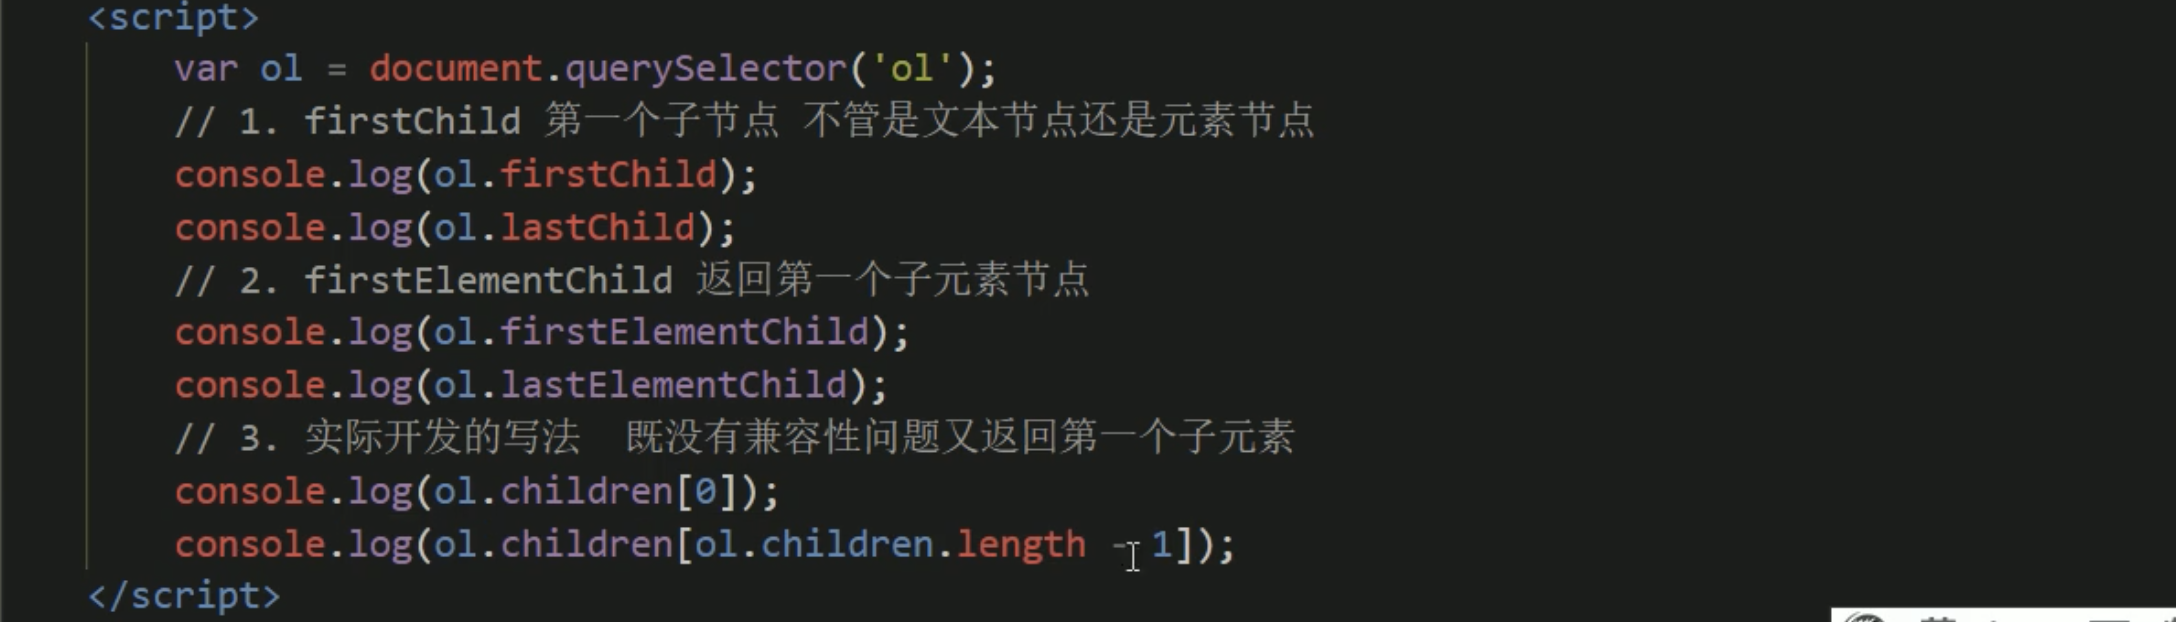 <script>
var ol = document.querySelector('ol');
// 1. firstChild 第一个子节点 不管是文本节点还是元素节点
console.log(ol.firstChild);
console.log(ol.lastChild);
// 2. firstElementChild 返回第一个子元素节点
console.log(ol.firstElementChild);
console.log(ol.lastElementChild);
// 3. 实际开发的写法  既没有兼容性问题又返回第一个子元素
console.log(ol.children[0]);
console.log(ol.children[ol.children.length - 1]);
</script>